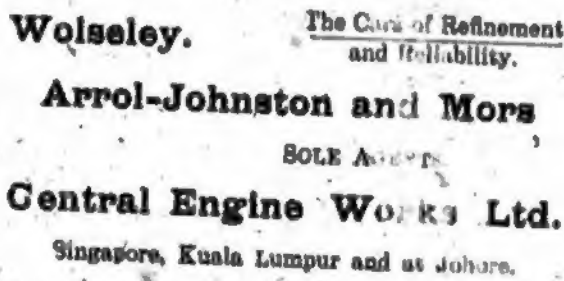 Wolseley.
The Cars of Refinement
and Reliability.
Arrol-Johnston and Mors
SOLE AGENTS
Central Engine Works Ltd.
Singapore, Kuala Lumpur and at Johore.